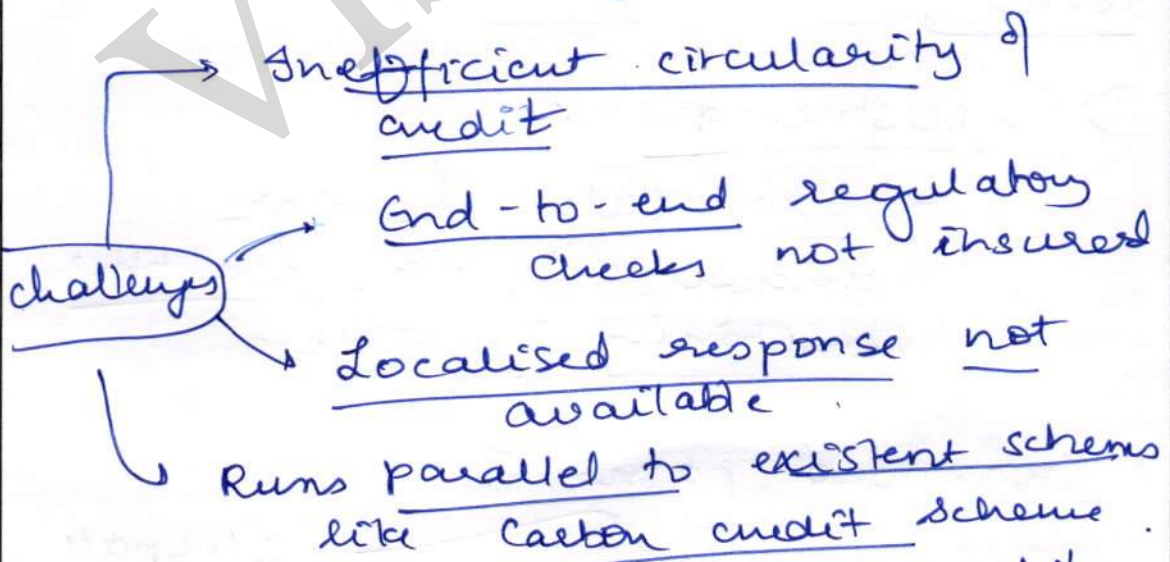 Inefficient circularity of
credit
End-to-end regulatory
checks not insured
challenges
Localised response not
available.
Runs parallel to existent schems
like Carbon credit scheme.